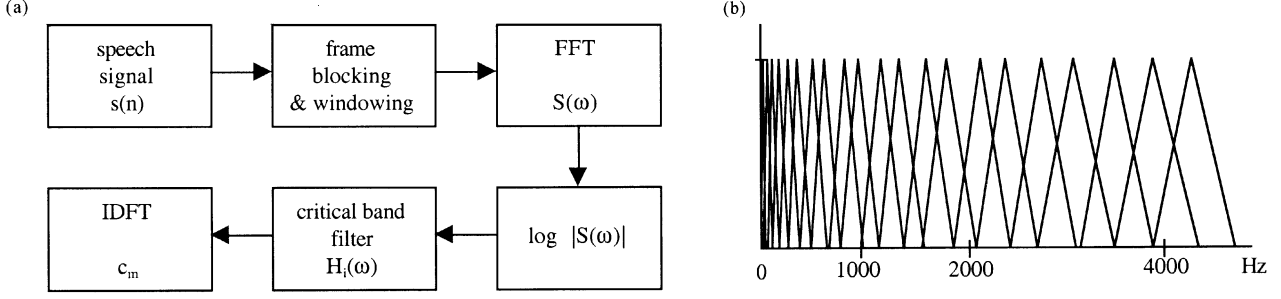 (a)
speech
signal
s(n)
frame
blocking
& windowing
FFT
S(ω)
log |S(ω)|
critical band
filter
Hᵢ(ω)
IDFT
cₘ
(b)
0 1000 2000 4000 Hz